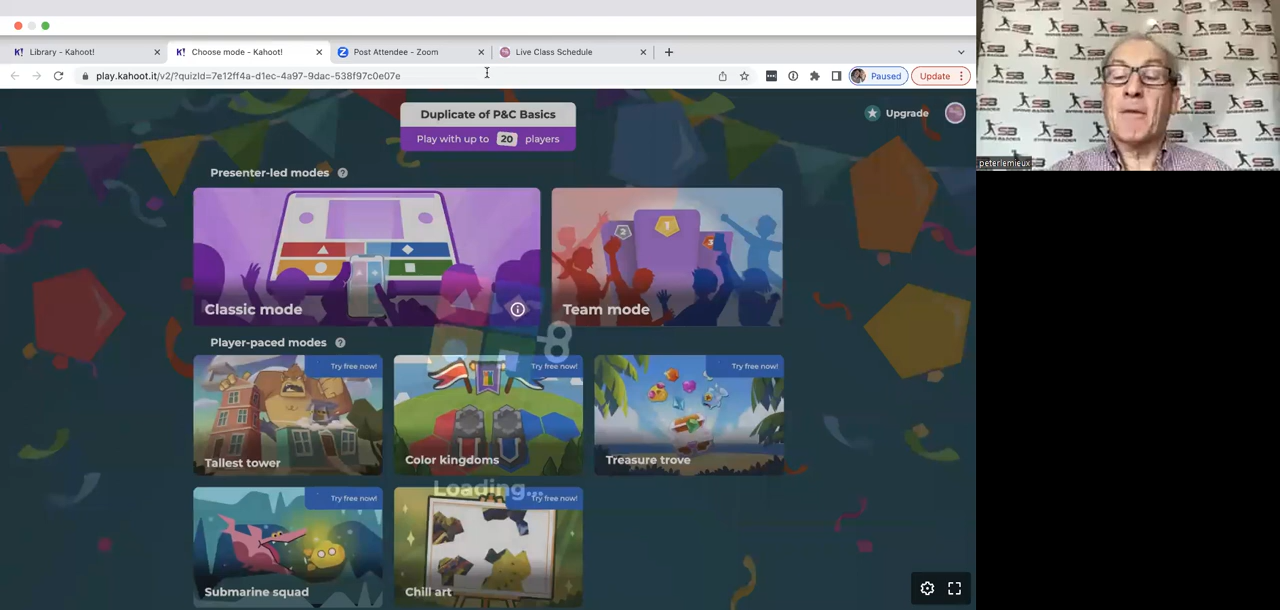 Library - Kahoot!
Choose mode - Kahoot!
Post Attendee - Zoom
Live Class Schedule
play.kahoot.it/v2/?quizId=7e12ff4a-d1ec-4a97-9dac-538f97c0e07e
Paused
Update
Duplicate of P&C Basics
Play with up to 20 players
Upgrade
peterlemieux
Presenter-led modes
Classic mode
Team mode
Player-paced modes
Try free now!
Try free now!
Try free now!
Tallest tower
Color kingdoms
Treasure trove
Loading...
Try free now!
Try free now!
Submarine squad
Chill art